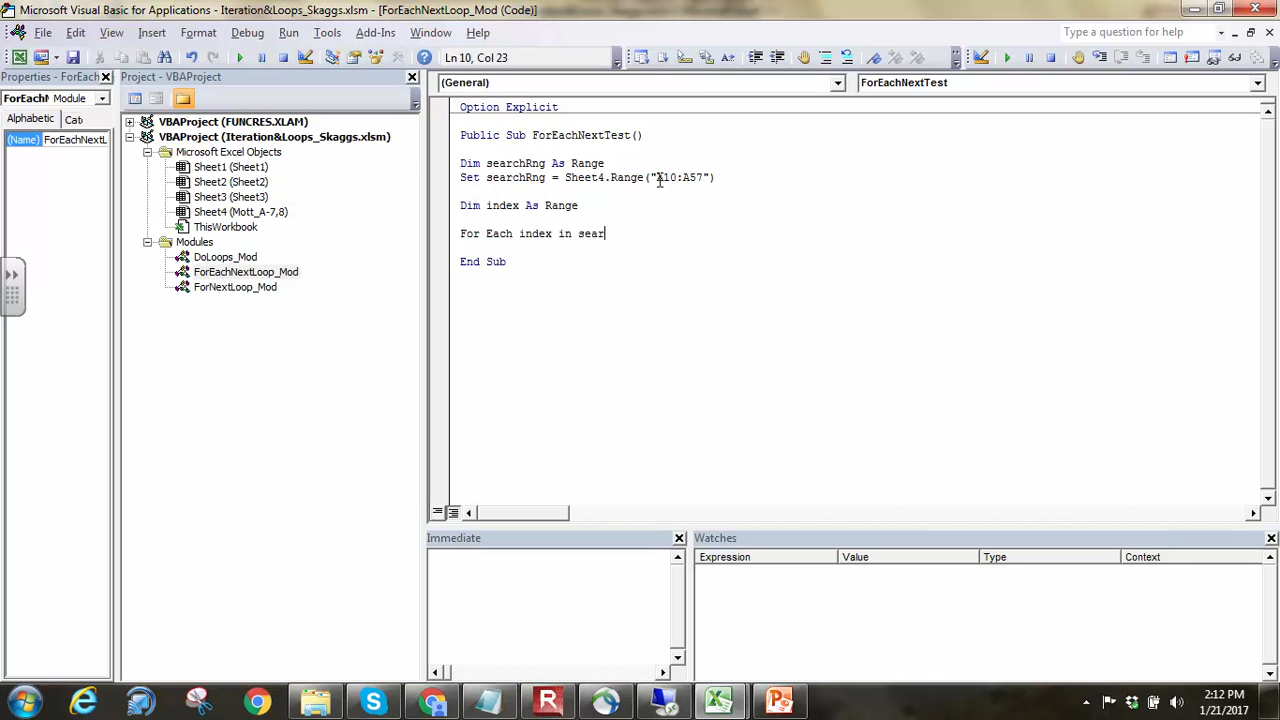 Microsoft Visual Basic for Applications - Iteration&Loops_Skaggs.xlsm - [ForEachNextLoop_Mod (Code)]
File Edit View Insert Format Debug Run Tools Add-Ins Window Help
Type a question for help
Ln 10, Col 23
Properties - ForEach
Project - VBAProject
ForEachN Module
(General)
ForEachNextTest
Alphabetic
Cat
(Name) ForEachNextL
VBAProject (FUNCRES.XLAM)
VBAProject (Iteration&Loops_Skaggs.xlsm)
Microsoft Excel Objects
Sheet1 (Sheet1)
Sheet2 (Sheet2)
Sheet3 (Sheet3)
Sheet4 (Mott_A-7,8)
ThisWorkbook
Modules
DoLoops_Mod
ForEachNextLoop_Mod
ForNextLoop_Mod
Option Explicit
Public Sub ForEachNextTest()
Dim searchRng As Range
Set searchRng = Sheet4.Range("A10:A57")
Dim index As Range
For Each index in sear
End Sub
Immediate
Watches
Expression Value Type Context
2:12 PM
1/21/2017